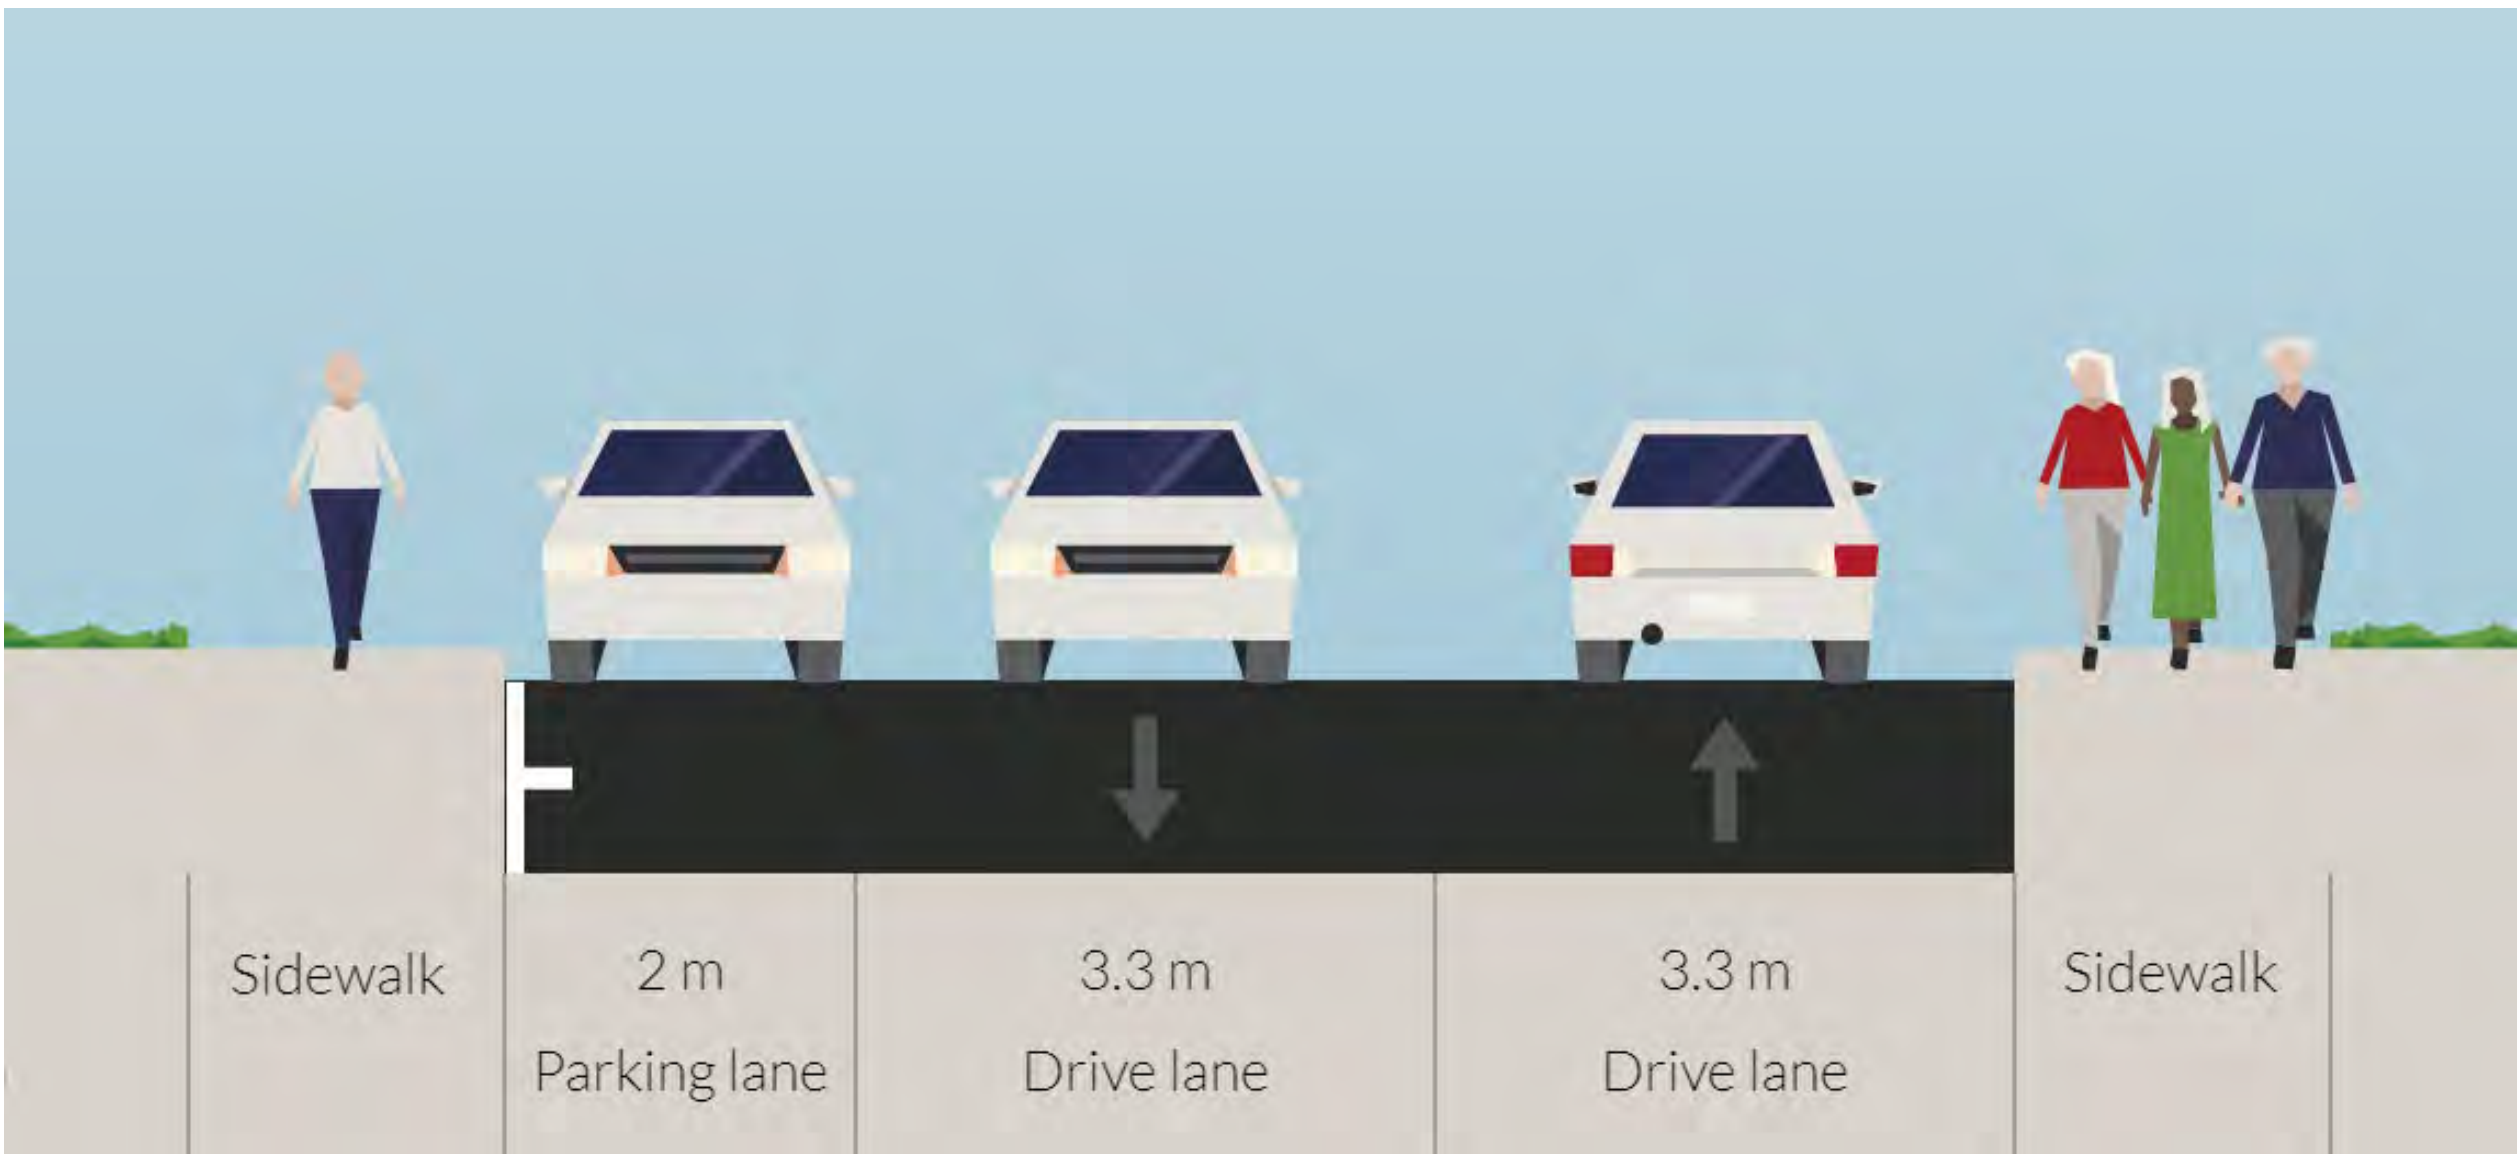 Sidewalk
2 m
Parking lane
3.3 m
Drive lane
3.3 m
Drive lane
Sidewalk